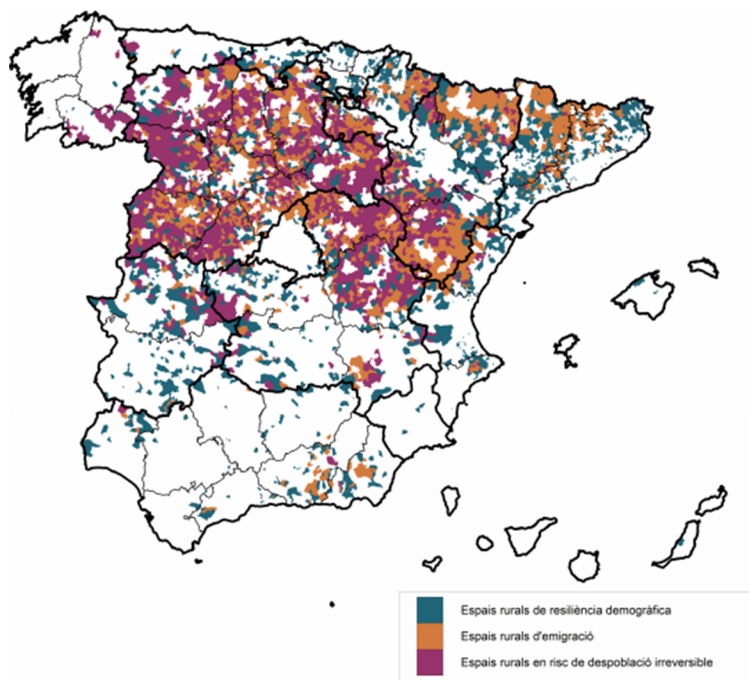 Espais rurals de resiliència demogràfica
Espais rurals d'emigració
Espais rurals en risc de despoblació irreversible